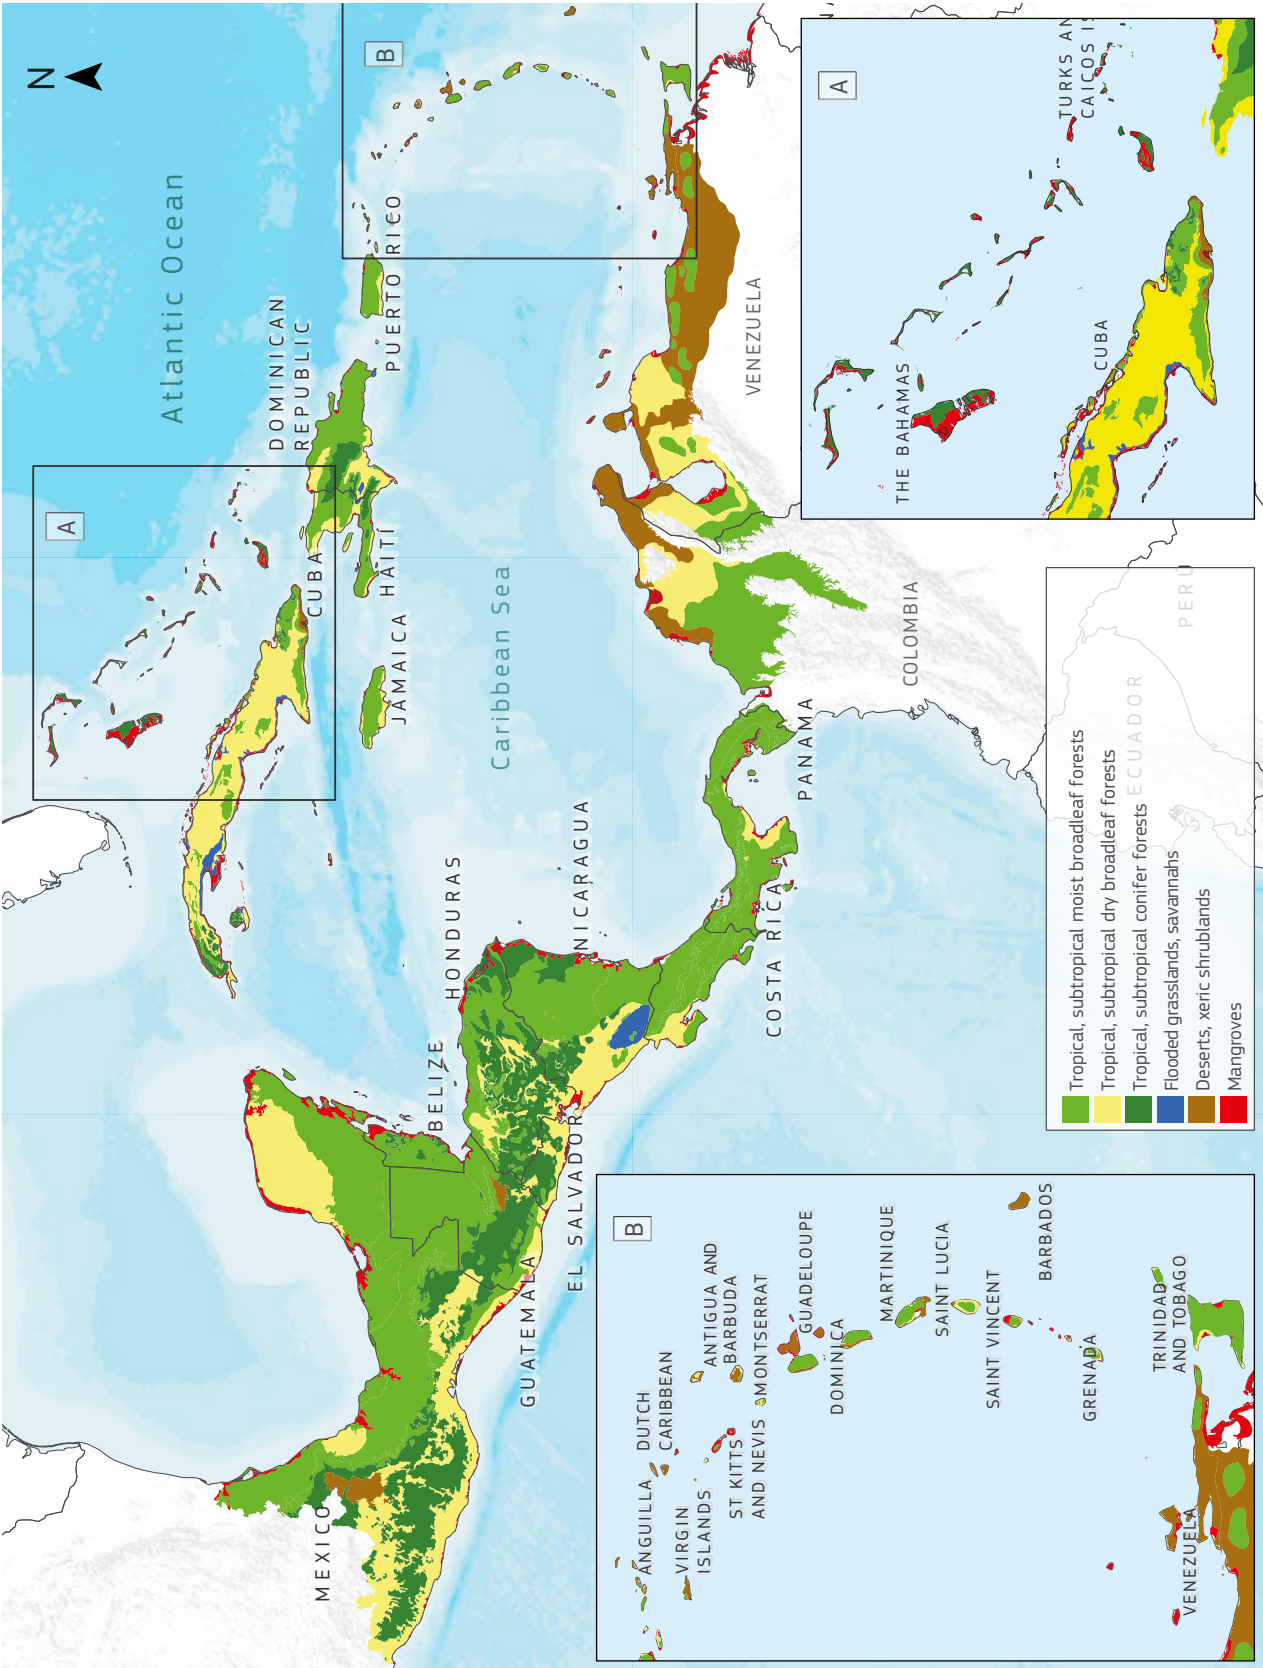 N
Atlantic Ocean
A
B
DOMINICAN
REPUBLIC
PUERTO RICO
CUBA
HAITÍ
JAMAICA
Caribbean Sea
MEXICO
BELIZE
HONDURAS
NICARAGUA
GUATEMALA
EL SALVADOR
COSTA RICA
PANAMA
VENEZUELA
COLOMBIA
ECUADOR
PERU
B
ANGUILLA
DUTCH
CARIBBEAN
VIRGIN
ISLANDS
ANTIGUA AND
BARBUDA
ST KITTS
AND NEVIS
MONTSERRAT
GUADELOUPE
DOMINICA
MARTINIQUE
SAINT LUCIA
SAINT VINCENT
BARBADOS
GRENADA
TRINIDAD
AND TOBAGO
VENEZUELA
Tropical, subtropical moist broadleaf forests
Tropical, subtropical dry broadleaf forests
Tropical, subtropical conifer forests
Flooded grasslands, savannahs
Deserts, xeric shrublands
Mangroves
A
THE BAHAMAS
CUBA
TURKS AN
CAICOS I